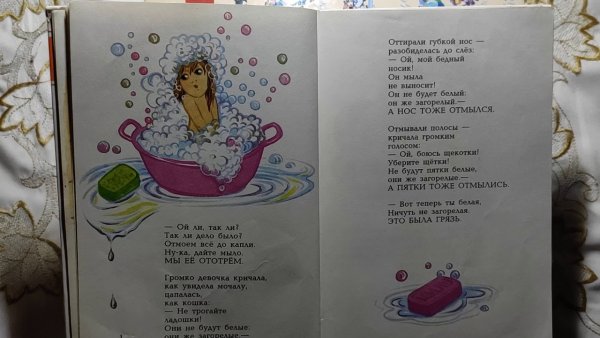 — Ой ли, так ли?
Так ли дело было?
Отмоем всё до капли.
Ну-ка, дайте мыло.
МЫ ЕЁ ОТОТРЁМ.
Громко девочка кричала,
как увидела мочалу,
цапалась,
как кошка:
— Не трогайте
ладошки!
Они не будут белые:
они же загорелые.
Оттирали губкой нос —
разобиделась до слёз:
— Ой, мой бедный
носик!
Он мыла
не выносит!
Он не будет белый:
он же загорелый.—
А НОС ТОЖЕ ОТМЫЛСЯ.
Отмывали полосы —
кричала громким
голосом:
— Ой, боюсь щекотки!
Уберите щётки!
Не будут пятки белые,
они же загорелые.—
А ПЯТКИ ТОЖЕ ОТМЫЛИСЬ.
— Вот теперь ты белая,
Ничуть не загорелая.
ЭТО БЫЛА ГРЯЗЬ.